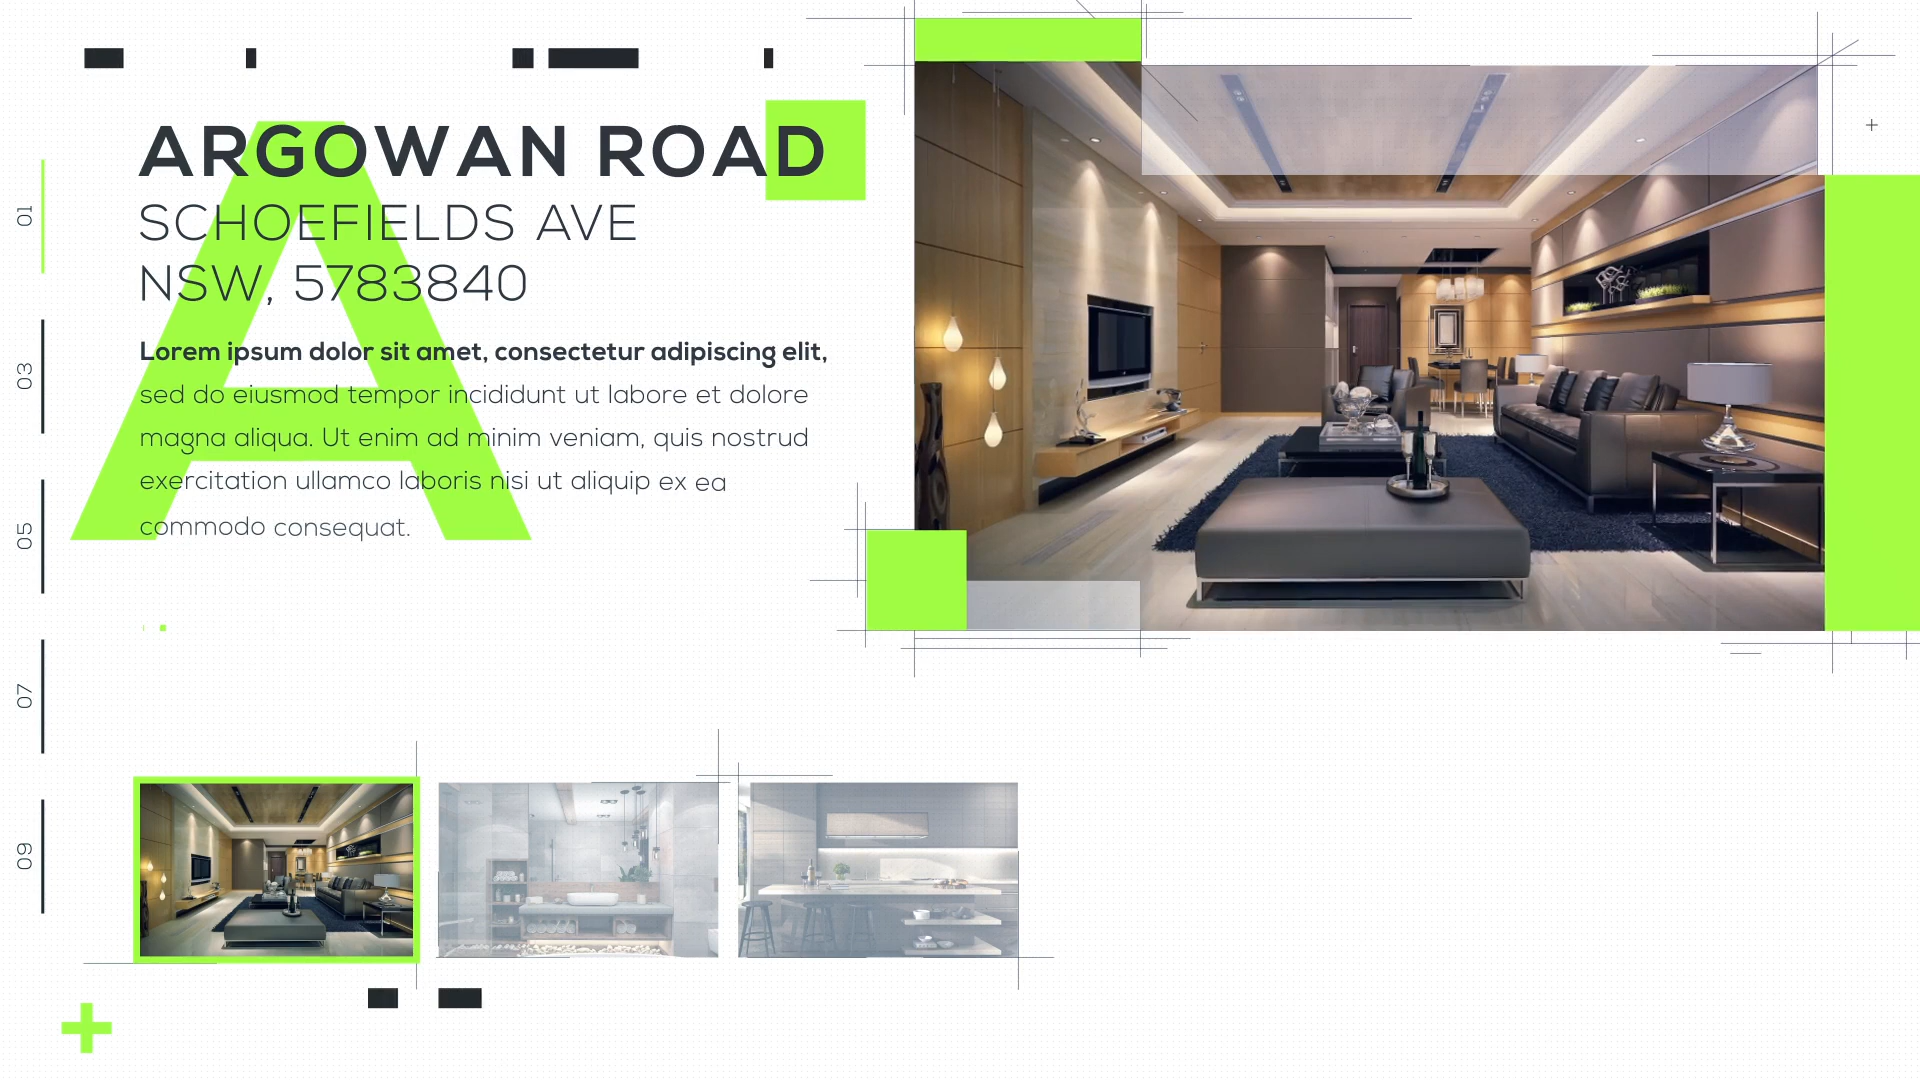 ARGOWAN ROAD
SCHOEFIELDS AVE
NSW, 5783840
A
Lorem ipsum dolor sit amet, consectetur adipiscing elit,
sed do eiusmod tempor incididunt ut labore et dolore
magna aliqua. Ut enim ad minim veniam, quis nostrud
exercitation ullamco laboris nisi ut aliquip ex ea
commodo consequat.
01
03
05
07
09